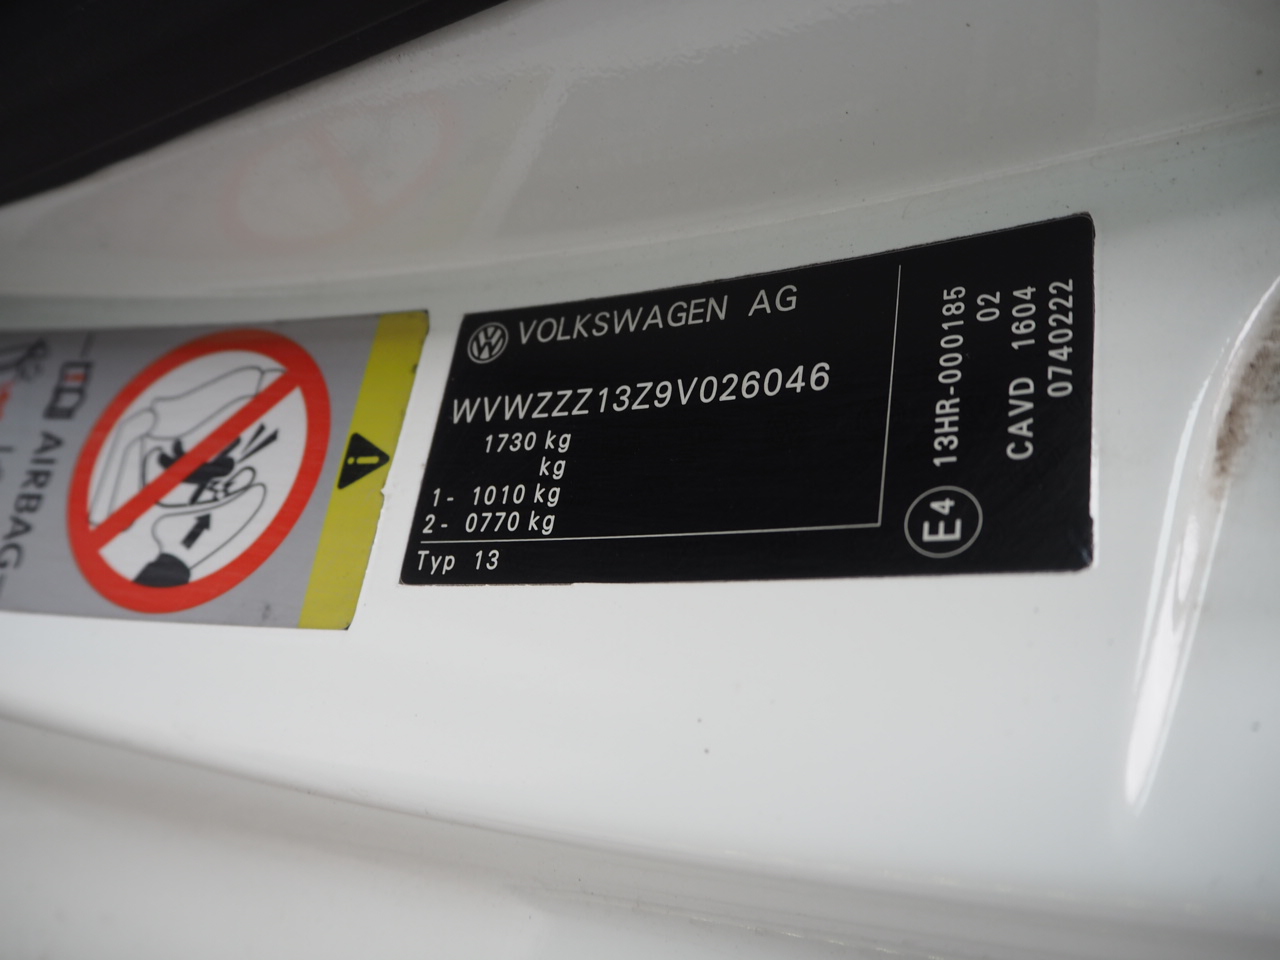 AIRBAG
VOLKSWAGEN AG
WVWZZZ13Z9V026046
1730 kg
kg
1- 1010 kg
2- 0770 kg
Typ 13
E4 13HR-000185
02
CAVD 1604
0740222